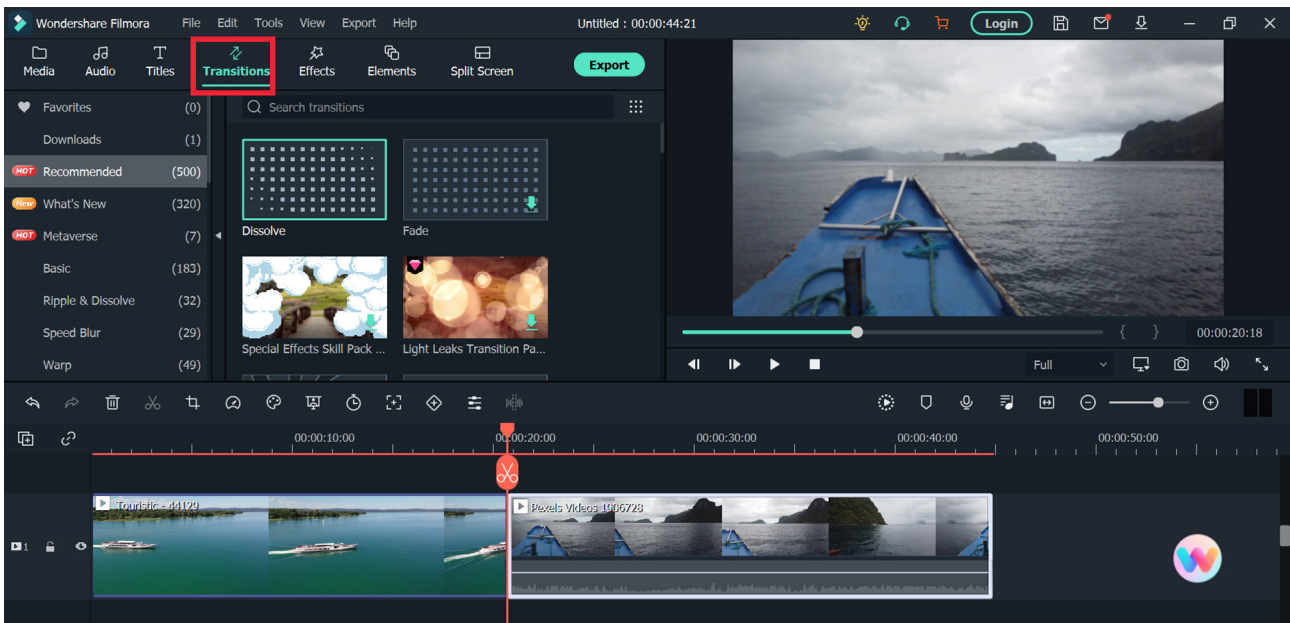 Wondershare Filmora File Edit Tools View Export Help Untitled : 00:00:44:21 Login
Media Audio Titles Transitions Effects Elements Split Screen Export
Favorites (0)
Search transitions
Downloads (1)
HOT Recommended (500)
New What's New (320)
HOT Metaverse (7)
Basic (183)
Ripple & Dissolve (32)
Speed Blur (29)
Warp (49)
Dissolve Fade
Special Effects Skill Pack ... Light Leaks Transition Pa...
{ } 00:00:20:18
Full
00:00:10:00 00:00:20:00 00:00:30:00 00:00:40:00 00:00:50:00
Touristic - 44129 Pexels Videos 1906728
1